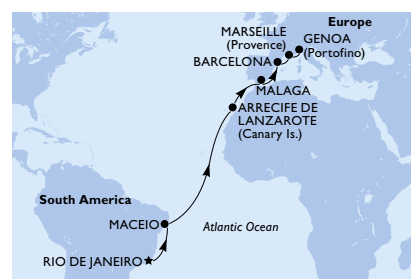 MARSEILLE
(Provence)
Europe
GENOA
(Portofino)
BARCELONA
MALAGA
ARRECIFE DE
LANZAROTE
(Canary Is.)
South America
MACEIO
Atlantic Ocean
RIO DE JANEIRO